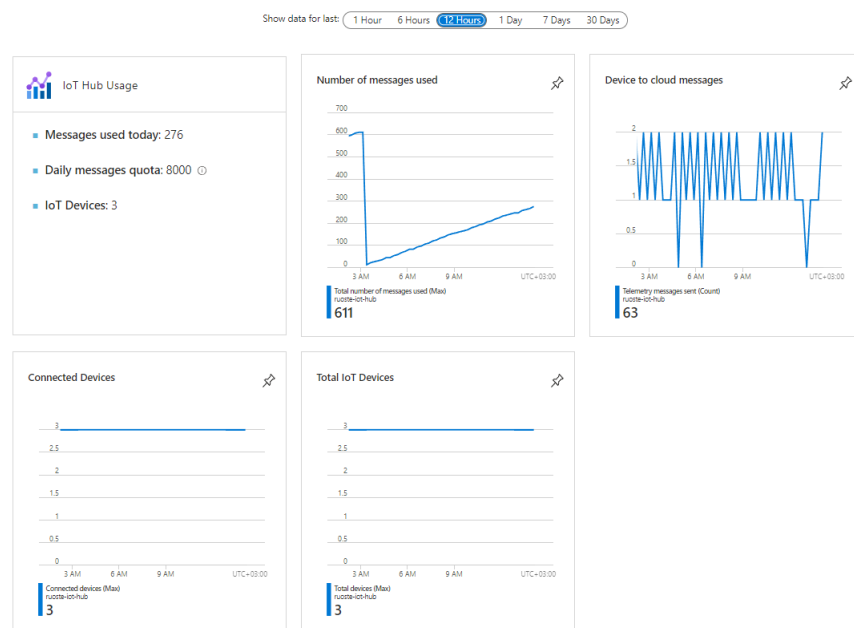 Show data for last: 1 Hour 6 Hours 12 Hours 1 Day 7 Days 30 Days
IoT Hub Usage
Messages used today: 276
Daily messages quota: 8000
IoT Devices: 3
Number of messages used
700
600
500
400
300
200
100
0
3 AM 6 AM 9 AM UTC+03:00
Total number of messages used (Max)
ruoste-iot-hub
611
Device to cloud messages
2
1.5
1
0.5
0
3 AM 6 AM 9 AM UTC+03:00
Telemetry messages sent (Count)
ruoste-iot-hub
63
Connected Devices
3
2.5
2
1.5
1
0.5
0
3 AM 6 AM 9 AM UTC+03:00
Connected devices (Max)
ruoste-iot-hub
3
Total IoT Devices
3
2.5
2
1.5
1
0.5
0
3 AM 6 AM 9 AM UTC+03:00
Total devices (Max)
ruoste-iot-hub
3